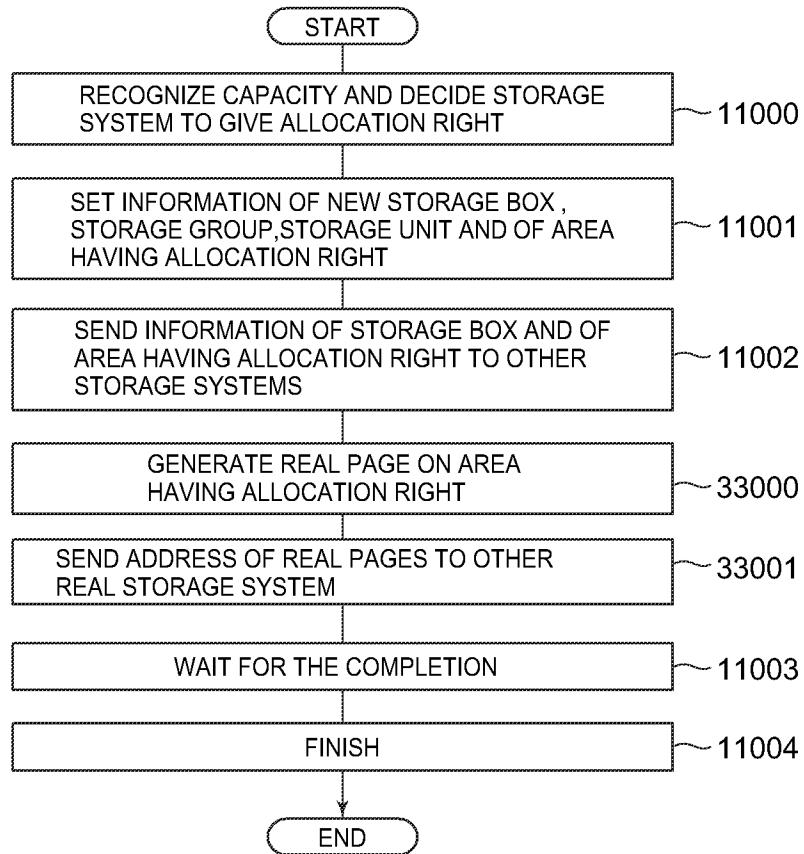 START
RECOGNIZE CAPACITY AND DECIDE STORAGE
SYSTEM TO GIVE ALLOCATION RIGHT
11000
SET INFORMATION OF NEW STORAGE BOX ,
STORAGE GROUP,STORAGE UNIT AND OF AREA
HAVING ALLOCATION RIGHT
11001
SEND INFORMATION OF STORAGE BOX AND OF
AREA HAVING ALLOCATION RIGHT TO OTHER
STORAGE SYSTEMS
11002
GENERATE REAL PAGE ON AREA
HAVING ALLOCATION RIGHT
33000
SEND ADDRESS OF REAL PAGES TO OTHER
REAL STORAGE SYSTEM
33001
WAIT FOR THE COMPLETION
11003
FINISH
11004
END